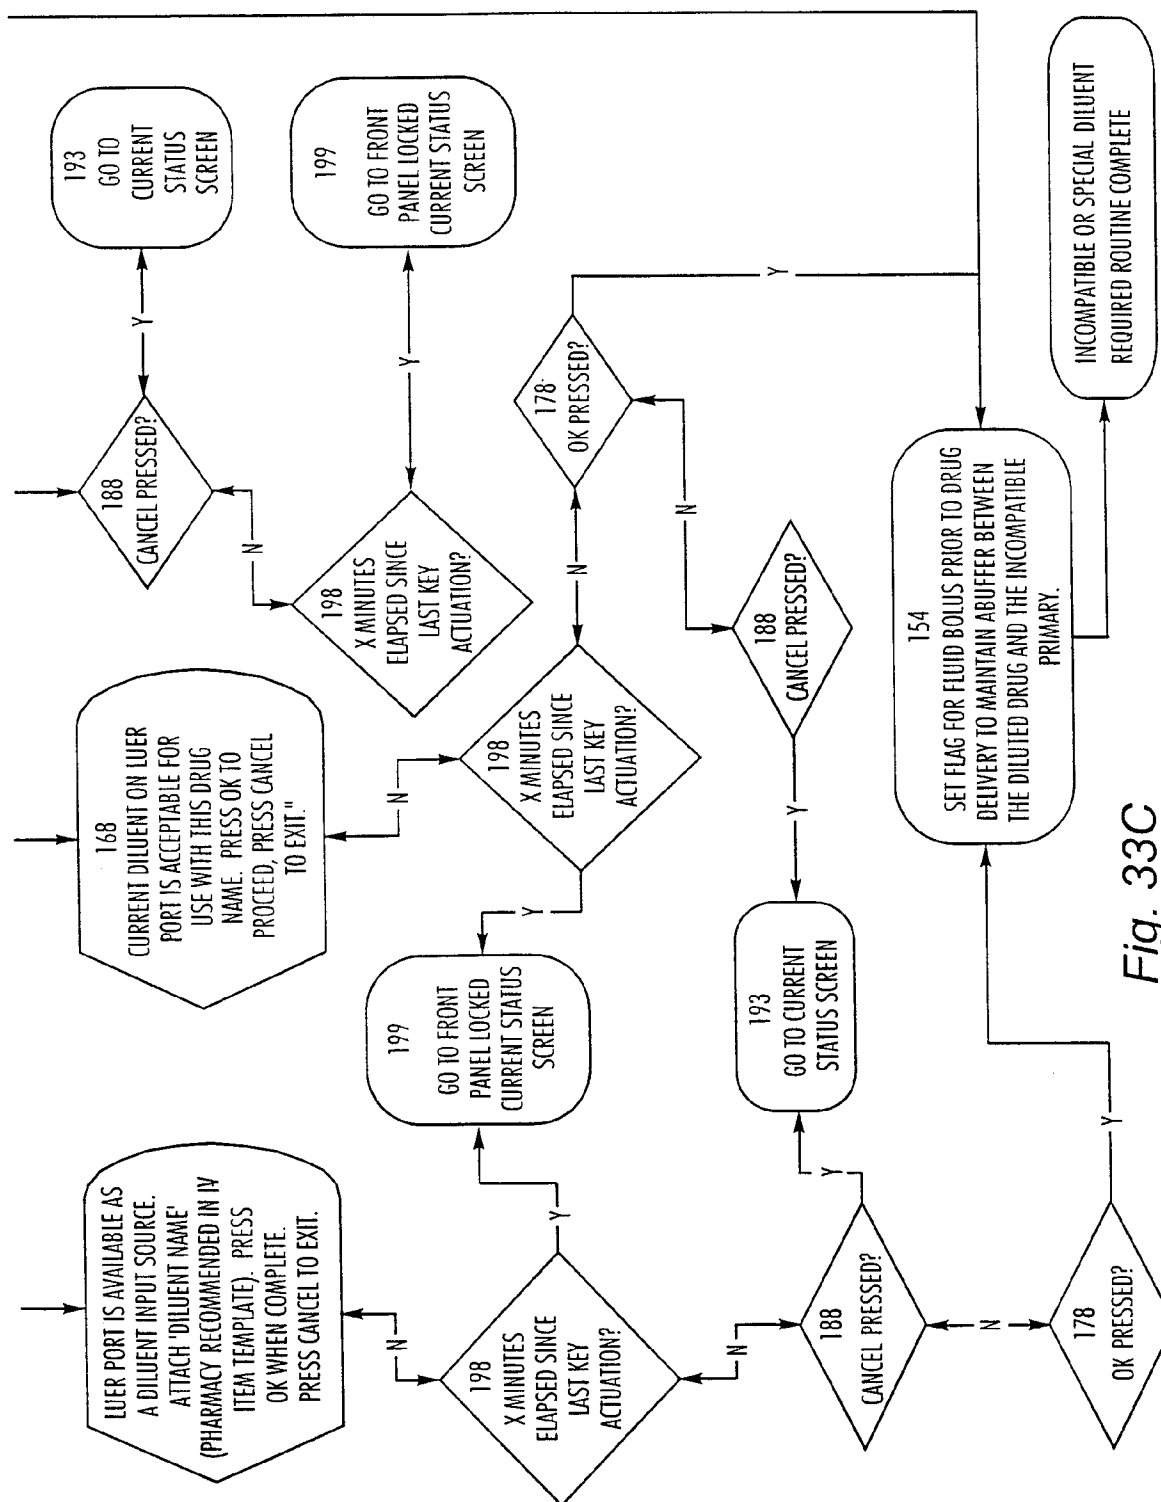 LUER PORT IS AVAILABLE AS
A DILUENT INPUT SOURCE.
ATTACH 'DILUENT NAME'
(PHARMACY RECOMMENDED IN IV
ITEM TEMPLATE). PRESS
OK WHEN COMPLETE.
PRESS CANCEL TO EXIT.
168
CURRENT DILUENT ON LUER
PORT IS ACCEPTABLE FOR
USE WITH THIS DRUG
NAME. PRESS OK TO
PROCEED, PRESS CANCEL
TO EXIT."
188
CANCEL PRESSED?
Y
193
GO TO
CURRENT
STATUS
SCREEN
N
198
X MINUTES
ELAPSED SINCE
LAST KEY
ACTUATION?
Y
199
GO TO FRONT
PANEL LOCKED
CURRENT STATUS
SCREEN
N
N
198
X MINUTES
ELAPSED SINCE
LAST KEY
ACTUATION?
Y
199
GO TO FRONT
PANEL LOCKED
CURRENT STATUS
SCREEN
Y
198
X MINUTES
ELAPSED SINCE
LAST KEY
ACTUATION?
N
178
OK PRESSED?
Y
N
N
188
CANCEL PRESSED?
Y
193
GO TO CURRENT
STATUS SCREEN
Y
188
CANCEL PRESSED?
N
178
OK PRESSED?
Y
154
SET FLAG FOR FLUID BOLUS PRIOR TO DRUG
DELIVERY TO MAINTAIN ABUFFER BETWEEN
THE DILUTED DRUG AND THE INCOMPATIBLE
PRIMARY.
INCOMPATIBLE OR SPECIAL DILUENT
REQUIRED ROUTINE COMPLETE
Fig. 33C